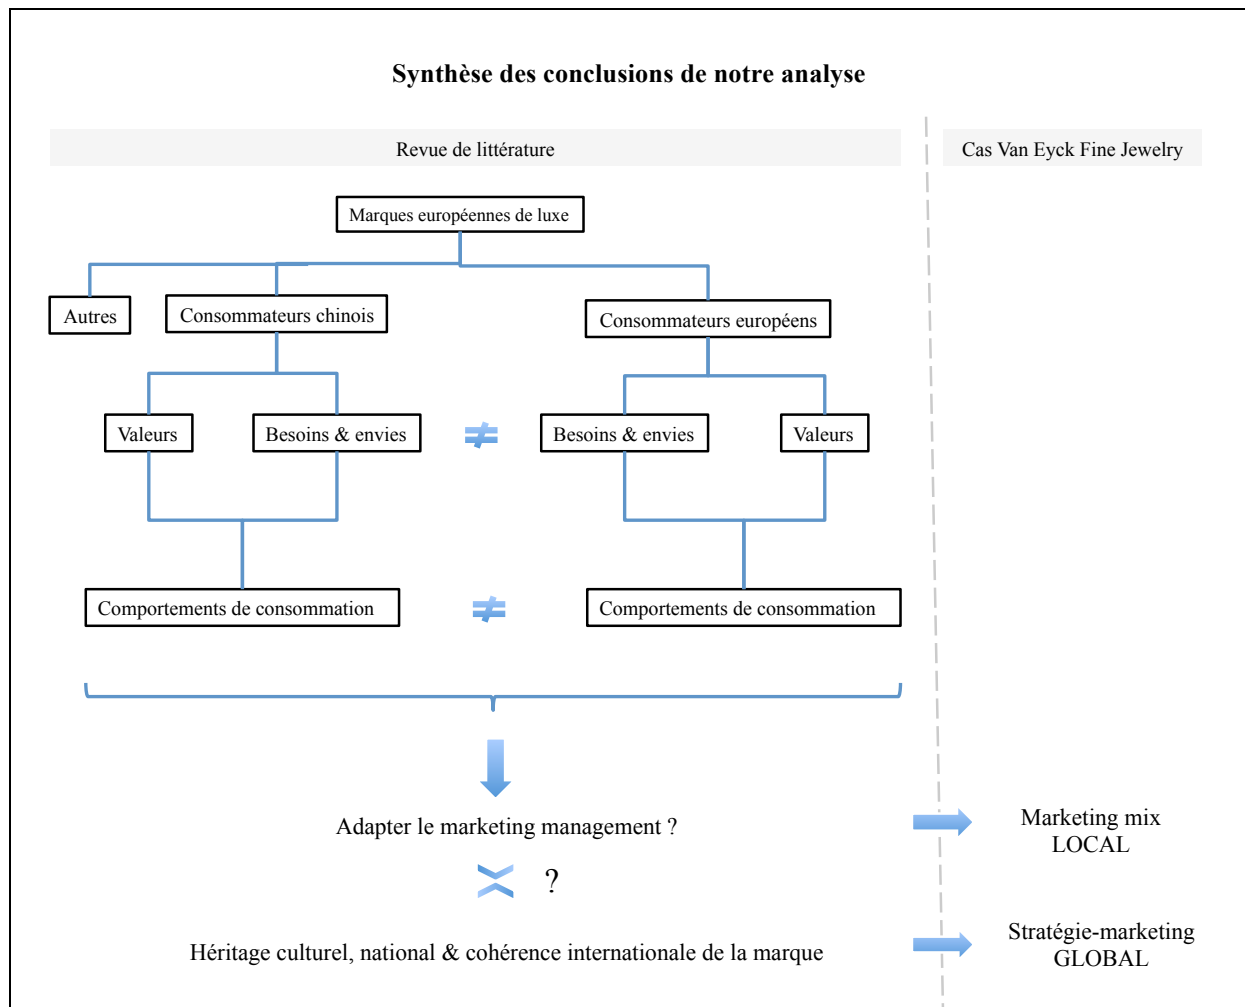 Synthèse des conclusions de notre analyse
Revue de littérature
Cas Van Eyck Fine Jewelry
Marques européennes de luxe
Autres
Consommateurs chinois
Consommateurs européens
Valeurs
Besoins & envies
≠
Besoins & envies
Valeurs
Comportements de consommation
≠
Comportements de consommation
Adapter le marketing management ?
Marketing mix
LOCAL
?
Héritage culturel, national & cohérence internationale de la marque
Stratégie-marketing
GLOBAL